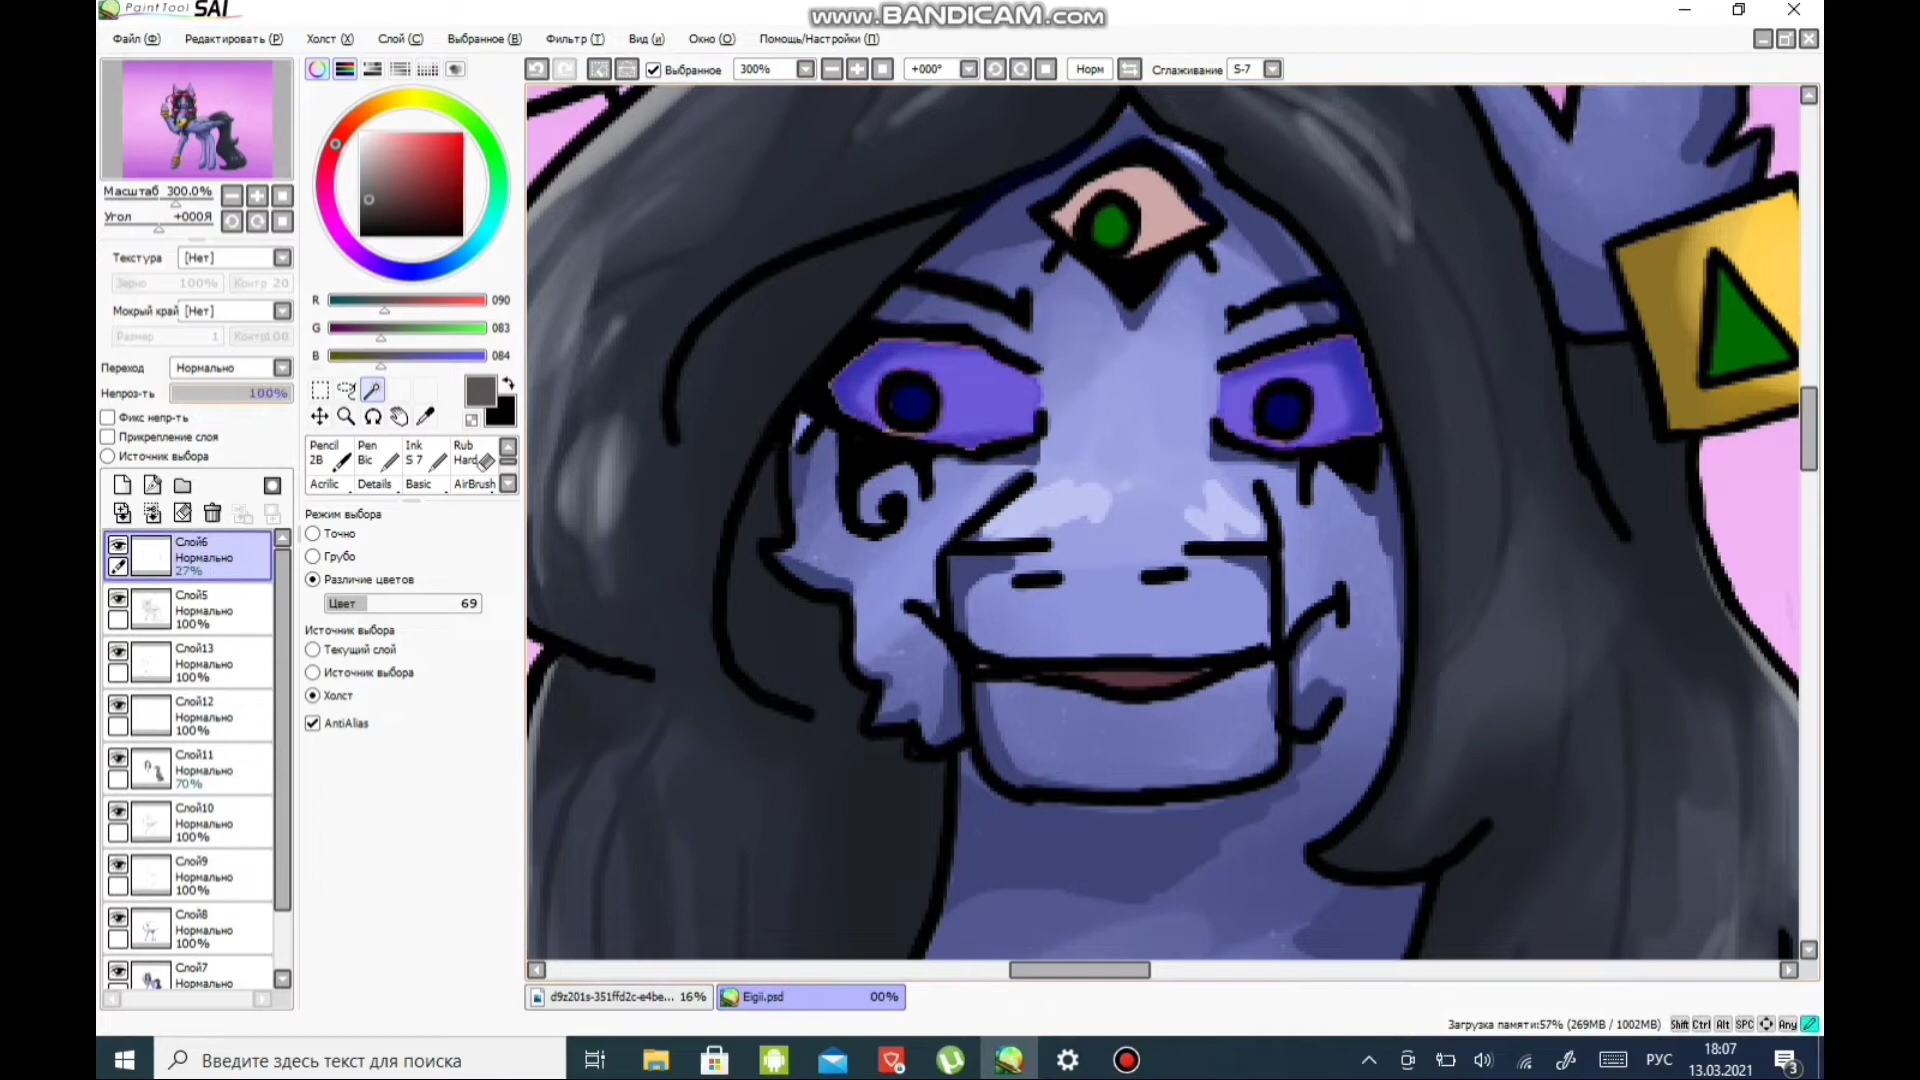 PaintTool SAI
www.BANDICAM.com
Файл (Ф) Редактировать (Р) Холст (Х) Слой (С) Выбранное (В) Фильтр (Т) Вид (и) Окно (О) Помощь/Настройки (П)
Выбранное 300% +000° Норм Сглаживание S-7
Масштаб 300.0%
Угол +000Я
Текстура [Нет]
Зерно 100% Контр 20
Мокрый край [Нет]
Размер 1 Контр100
Переход Нормально
Непроз-ть 100%
Фикс непр-ть
Прикрепление слоя
Источник выбора
Слой6
Нормально
27%
Слой5
Нормально
100%
Слой13
Нормально
100%
Слой12
Нормально
100%
Слой11
Нормально
70%
Слой10
Нормально
100%
Слой9
Нормально
100%
Слой8
Нормально
100%
Слой7
Нормально
R 090
G 083
B 084
Pencil Pen Ink Rub
2B Bic S 7 Hard
Acrilic Details Basic AirBrush
Режим выбора
Точно
Грубо
Различие цветов
Цвет 69
Источник выбора
Текущий слой
Источник выбора
Холст
AntiAlias
d9z201s-351ffd2c-e4be... 16% Eigii.psd 00%
Загрузка памяти:57% (269MB / 1002MB) Shift Ctrl Alt SPC Any
Введите здесь текст для поиска
РУС
18:07
13.03.2021
3